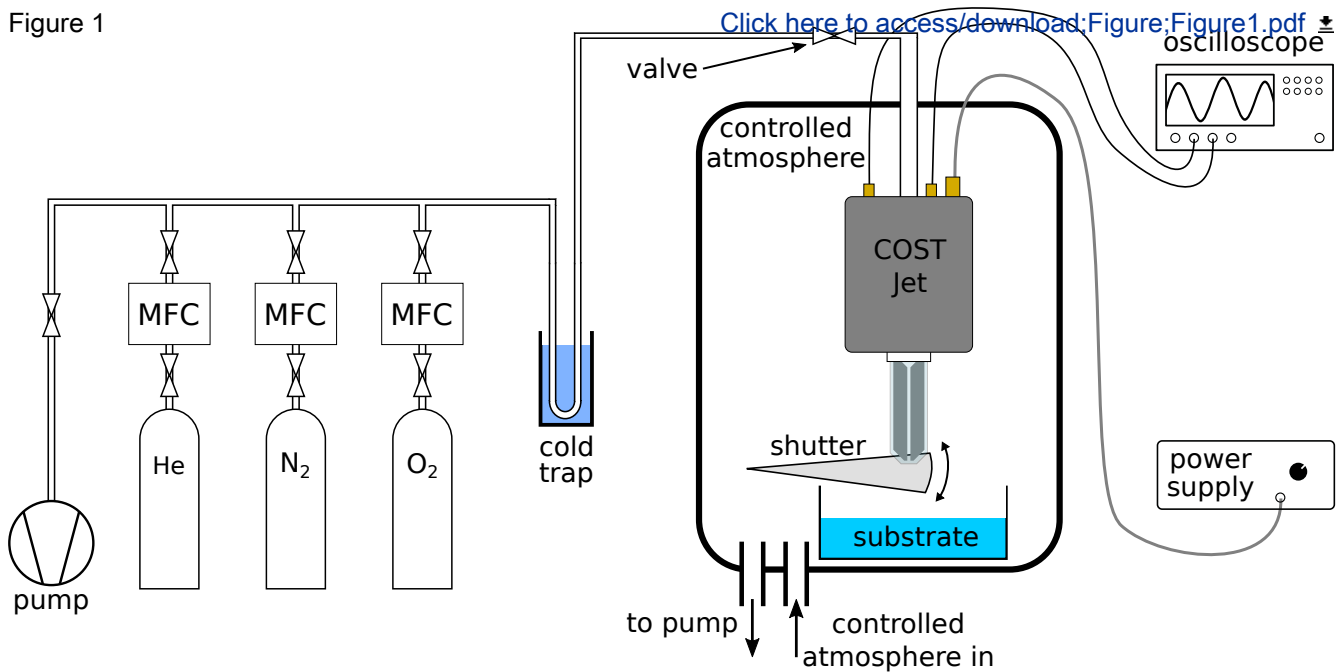 Figure 1
Click here to access/download;Figure;Figure1.pdf
oscilloscope
valve
controlled
atmosphere
COST
Jet
MFC
MFC
MFC
He
N₂
O₂
cold
trap
shutter
power
supply
substrate
pump
to pump
controlled
atmosphere in